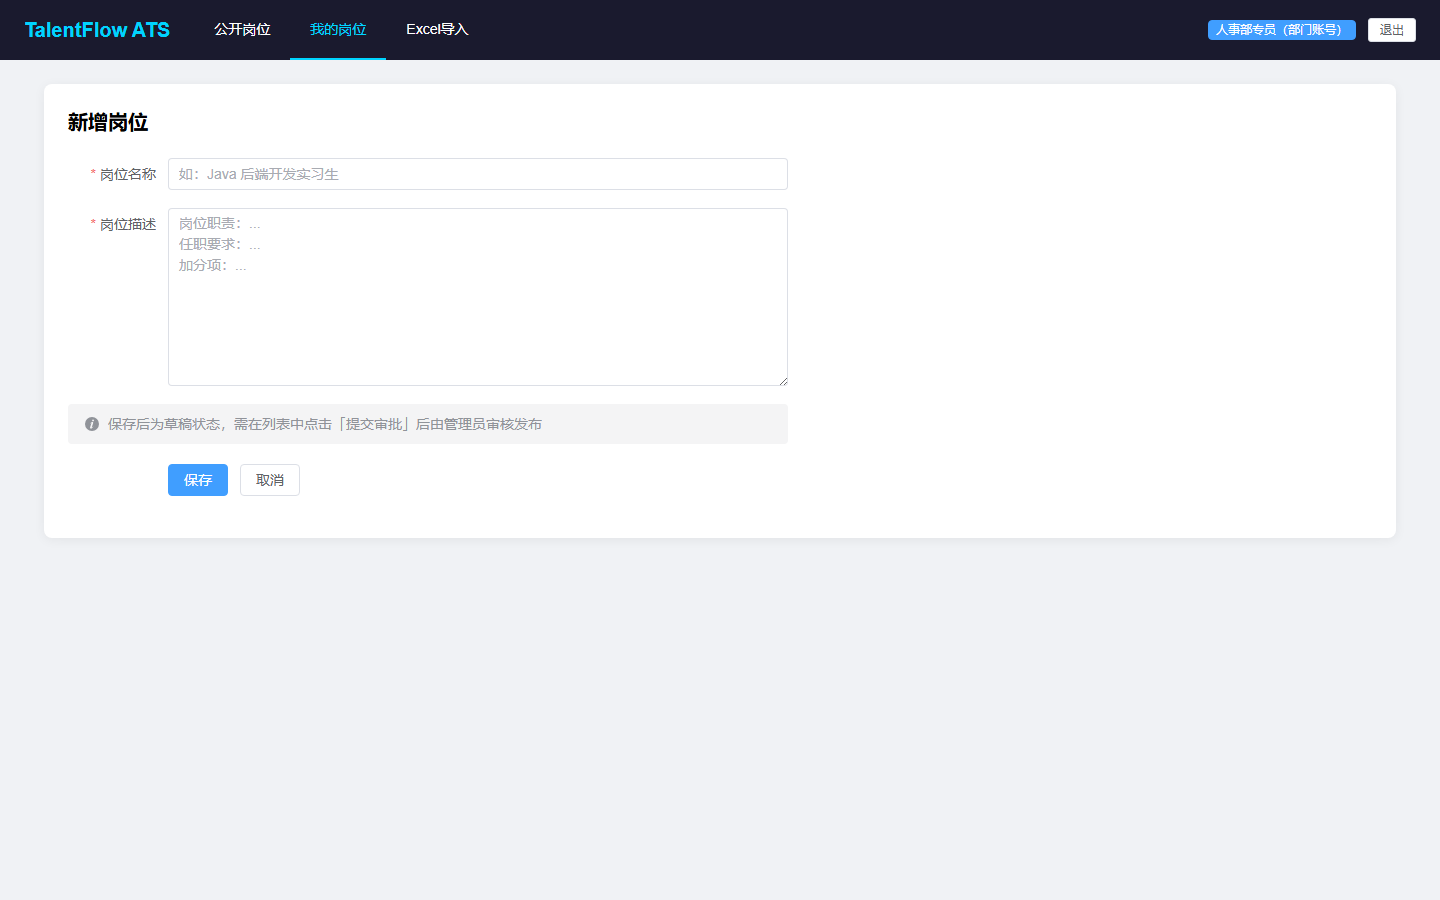 TalentFlow ATS
公开岗位
我的岗位
Excel导入
人事部专员（部门账号）
退出
新增岗位
* 岗位名称
如：Java 后端开发实习生
* 岗位描述
岗位职责：...
任职要求：...
加分项：...
保存后为草稿状态，需在列表中点击「提交审批」后由管理员审核发布
保存
取消